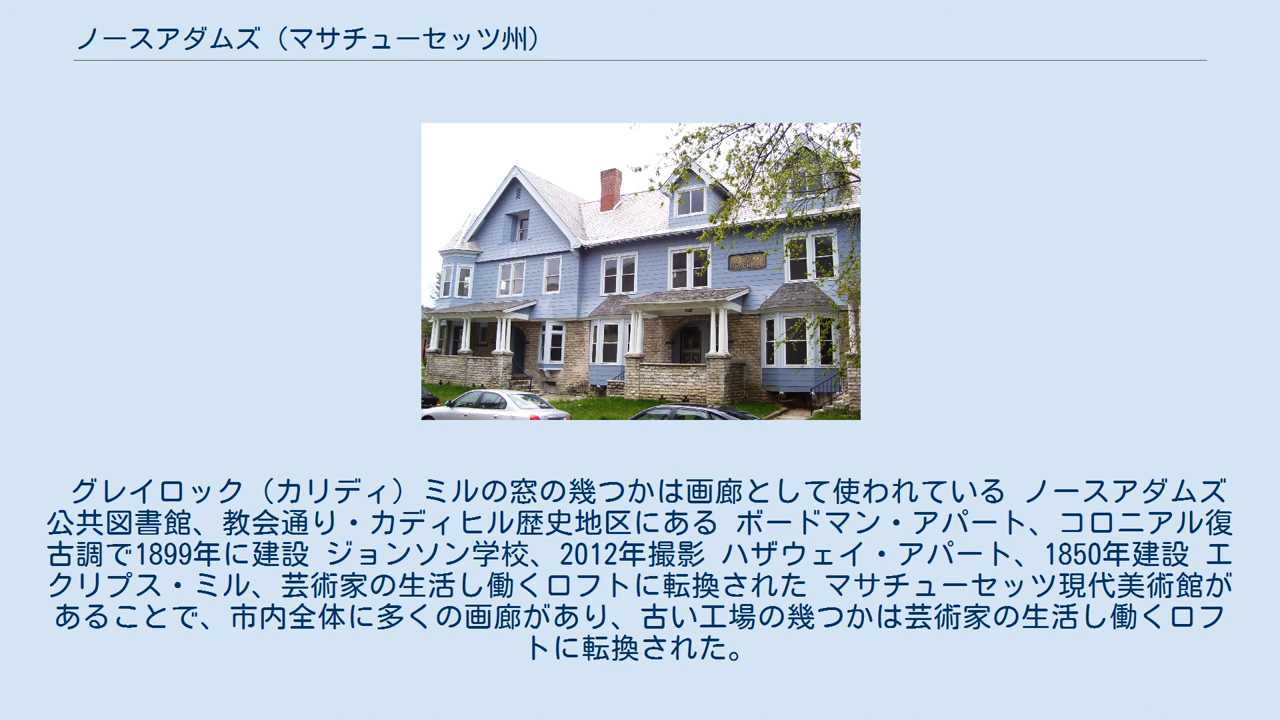 ノースアダムズ（マサチューセッツ州）
グレイロック（カリディ）ミルの窓の幾つかは画廊として使われている ノースアダムズ
公共図書館、教会通り・カディヒル歴史地区にある ボードマン・アパート、コロニアル復
古調で1899年に建設 ジョンソン学校、2012年撮影 ハザウェイ・アパート、1850年建設 エ
クリプス・ミル、芸術家の生活し働くロフトに転換された マサチューセッツ現代美術館が
あることで、市内全体に多くの画廊があり、古い工場の幾つかは芸術家の生活し働くロフ
トに転換された。